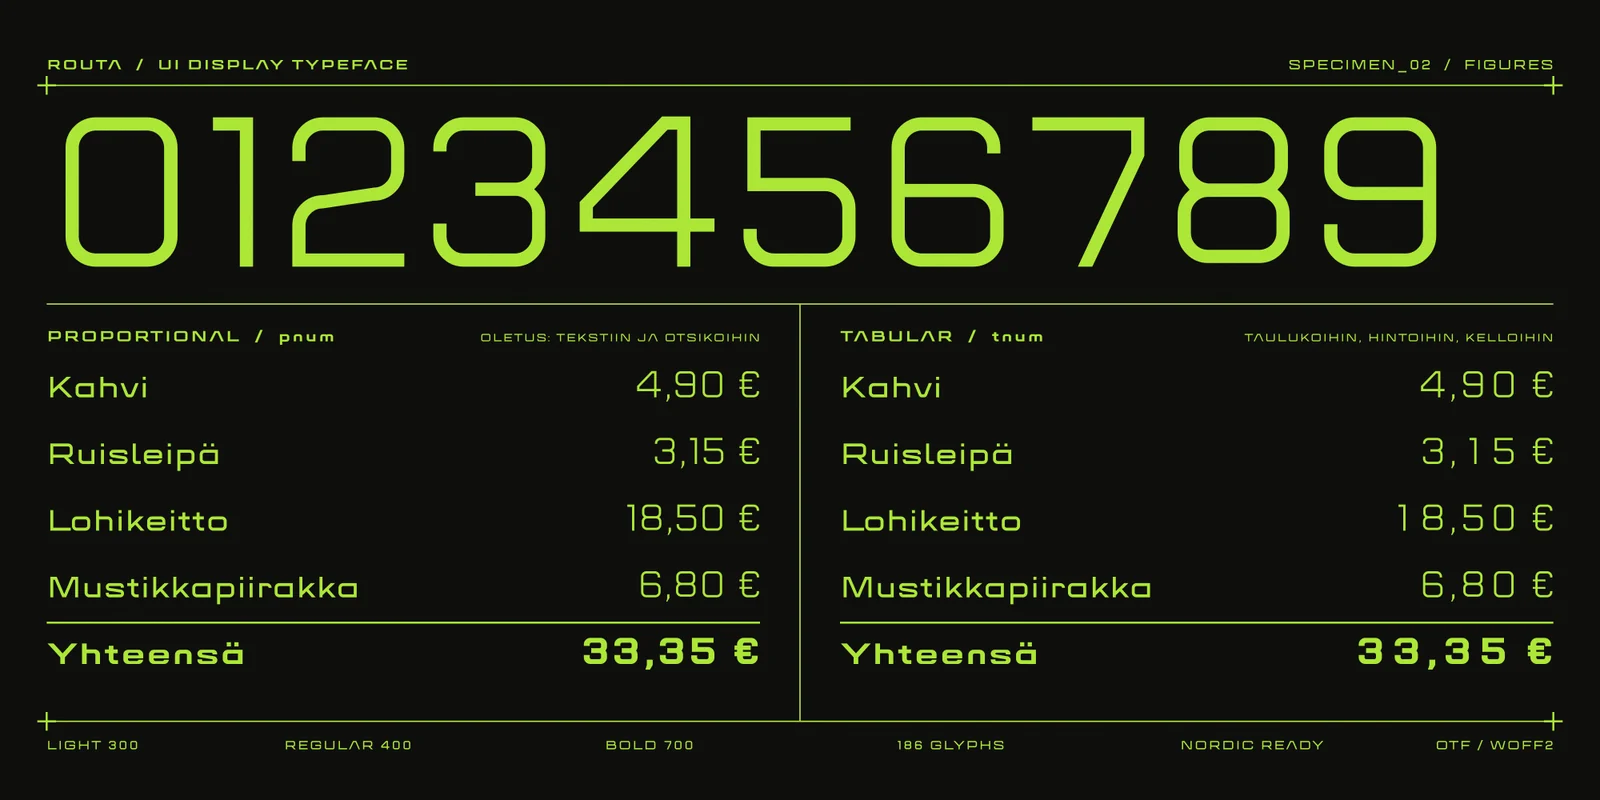 ROUTA / UI DISPLAY TYPEFACE
SPECIMEN_02 / FIGURES
0123456789
PROPORTIONAL / pnum
OLETUS: TEKSTIIN JA OTSIKOIHIN
Kahvi 4,90 €
Ruisleipä 3,15 €
Lohikeitto 18,50 €
Mustikkapiirakka 6,80 €
Yhteensä 33,35 €
TABULAR / tnum
TAULUKOIHIN, HINTOIHIN, KELLOIHIN
Kahvi 4,90 €
Ruisleipä 3,15 €
Lohikeitto 18,50 €
Mustikkapiirakka 6,80 €
Yhteensä 33,35 €
LIGHT 300 REGULAR 400 BOLD 700 186 GLYPHS NORDIC READY OTF / WOFF2